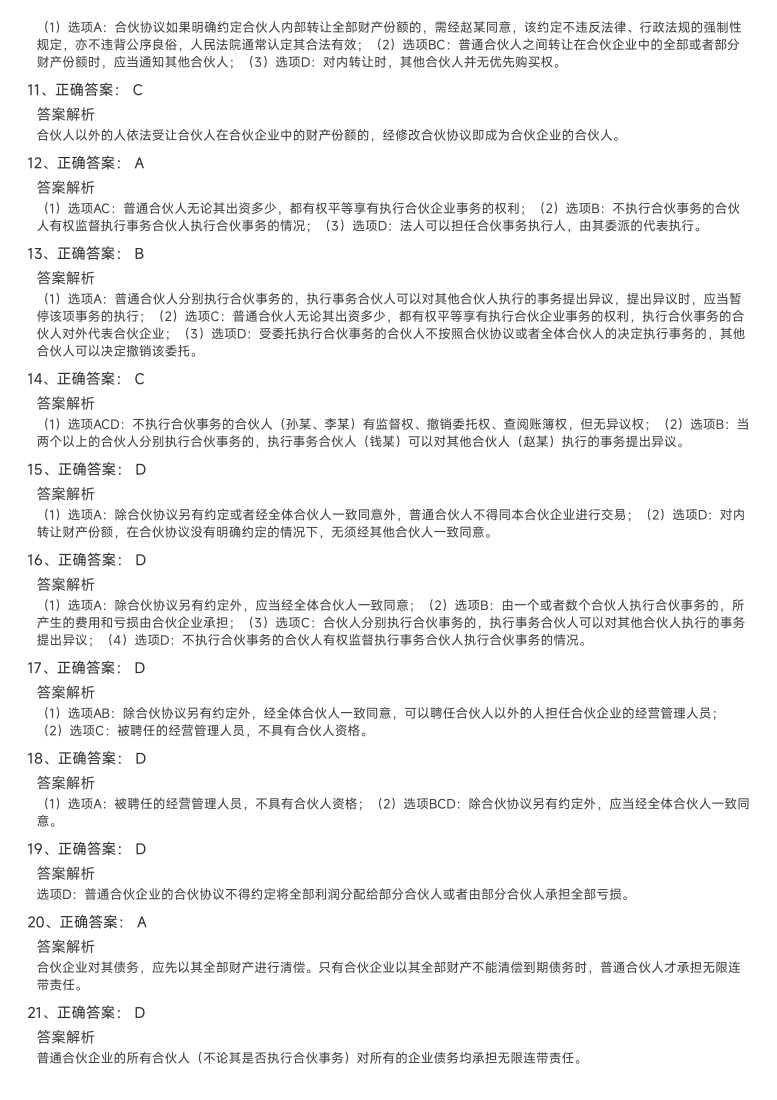 （1）选项A：合伙协议如果明确约定合伙人内部转让全部财产份额的，需经赵某同意，该约定不违反法律、行政法规的强制性
规定，亦不违背公序良俗，人民法院通常认定其合法有效；（2）选项BC：普通合伙人之间转让在合伙企业中的全部或者部分
财产份额时，应当通知其他合伙人；（3）选项D：对内转让时，其他合伙人并无优先购买权。
11、正确答案： C
答案解析
合伙人以外的人依法受让合伙人在合伙企业中的财产份额的，经修改合伙协议即成为合伙企业的合伙人。
12、正确答案： A
答案解析
（1）选项AC：普通合伙人无论其出资多少，都有权平等享有执行合伙企业事务的权利；（2）选项B：不执行合伙事务的合伙
人有权监督执行事务合伙人执行合伙事务的情况；（3）选项D：法人可以担任合伙事务执行人，由其委派的代表执行。
13、正确答案： B
答案解析
（1）选项A：普通合伙人分别执行合伙事务的，执行事务合伙人可以对其他合伙人执行的事务提出异议，提出异议时，应当暂
停该项事务的执行；（2）选项C：普通合伙人无论其出资多少，都有权平等享有执行合伙企业事务的权利，执行合伙事务的合
伙人对外代表合伙企业；（3）选项D：受委托执行合伙事务的合伙人不按照合伙协议或者全体合伙人的决定执行事务的，其他
合伙人可以决定撤销该委托。
14、正确答案： C
答案解析
（1）选项ACD：不执行合伙事务的合伙人（孙某、李某）有监督权、撤销委托权、查阅账簿权，但无异议权；（2）选项B：当
两个以上的合伙人分别执行合伙事务的，执行事务合伙人（钱某）可以对其他合伙人（赵某）执行的事务提出异议。
15、正确答案： D
答案解析
（1）选项A：除合伙协议另有约定或者经全体合伙人一致同意外，普通合伙人不得同本合伙企业进行交易；（2）选项D：对内
转让财产份额，在合伙协议没有明确约定的情况下，无须经其他合伙人一致同意。
16、正确答案： D
答案解析
（1）选项A：除合伙协议另有约定外，应当经全体合伙人一致同意；（2）选项B：由一个或者数个合伙人执行合伙事务的，所
产生的费用和亏损由合伙企业承担；（3）选项C：合伙人分别执行合伙事务的，执行事务合伙人可以对其他合伙人执行的事务
提出异议；（4）选项D：不执行合伙事务的合伙人有权监督执行事务合伙人执行合伙事务的情况。
17、正确答案： D
答案解析
（1）选项AB：除合伙协议另有约定外，经全体合伙人一致同意，可以聘任合伙人以外的人担任合伙企业的经营管理人员；
（2）选项C：被聘任的经营管理人员，不具有合伙人资格。
18、正确答案： D
答案解析
（1）选项A：被聘任的经营管理人员，不具有合伙人资格；（2）选项BCD：除合伙协议另有约定外，应当经全体合伙人一致同
意。
19、正确答案： D
答案解析
选项D：普通合伙企业的合伙协议不得约定将全部利润分配给部分合伙人或者由部分合伙人承担全部亏损。
20、正确答案： A
答案解析
合伙企业对其债务，应先以其全部财产进行清偿。只有合伙企业以其全部财产不能清偿到期债务时，普通合伙人才承担无限连
带责任。
21、正确答案： D
答案解析
普通合伙企业的所有合伙人（不论其是否执行合伙事务）对所有的企业债务均承担无限连带责任。